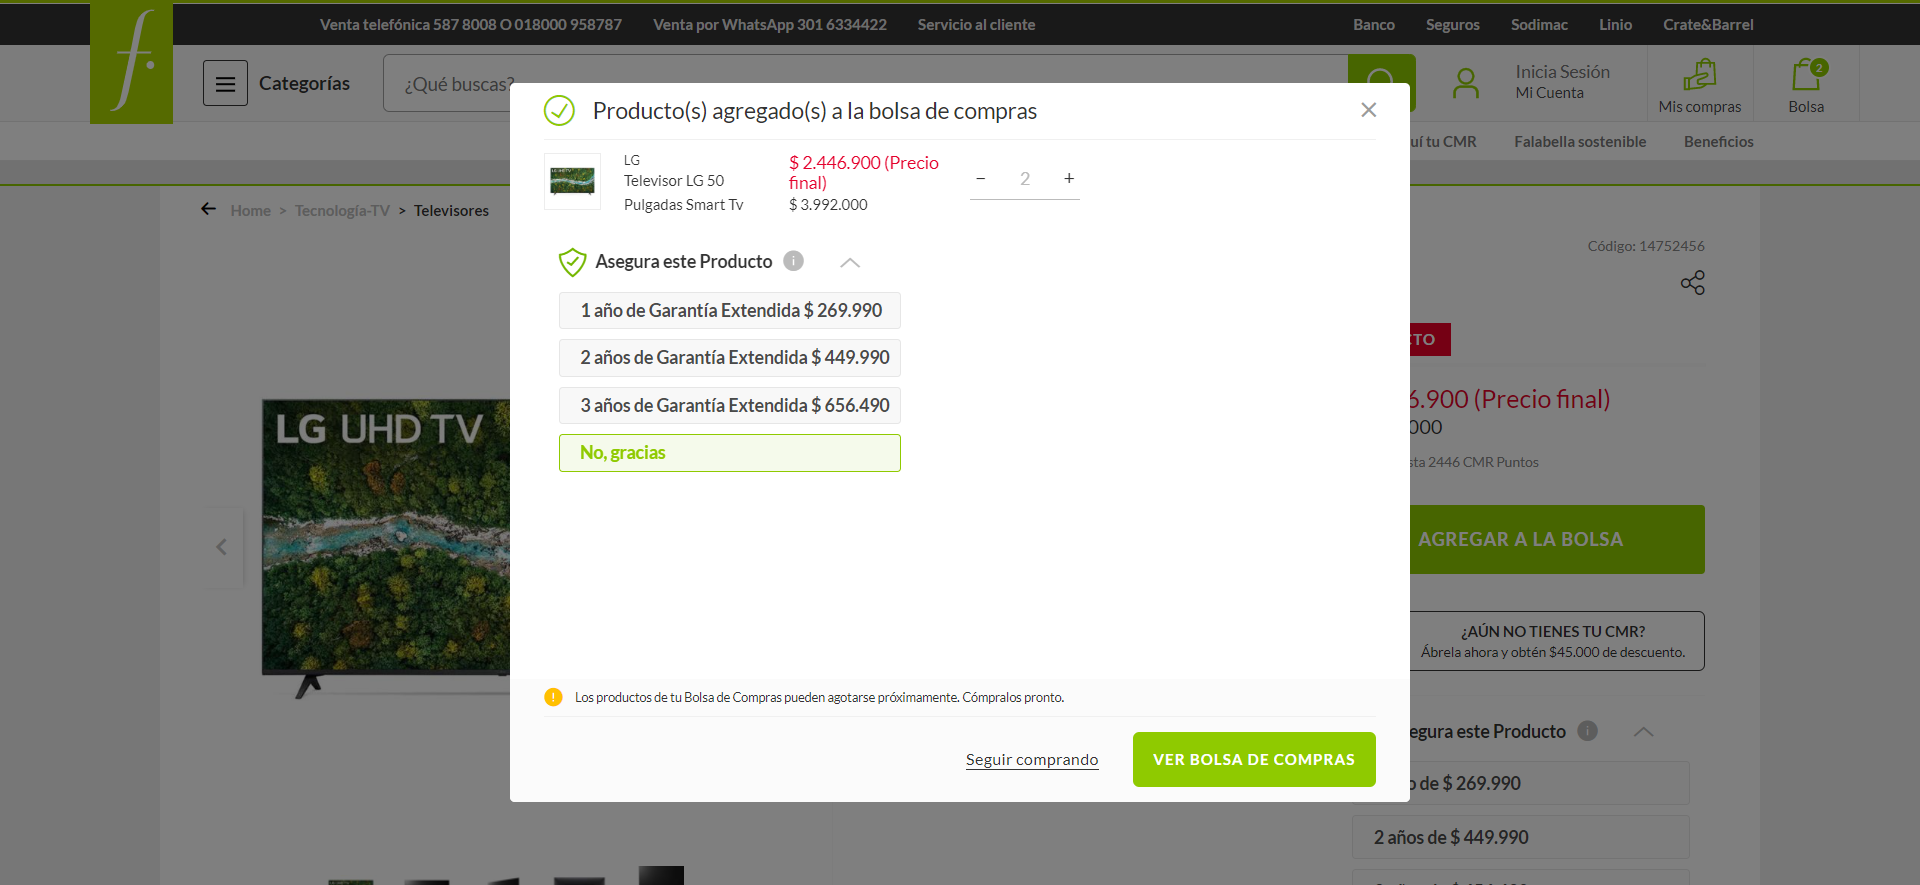 Venta telefónica 587 8008 O 018000 958787
Venta por WhatsApp 301 6334422
Servicio al cliente
Banco
Seguros
Sodimac
Linio
Crate&Barrel
f.
Categorías
¿Qué buscas?
Inicia Sesión
Mi Cuenta
Mis compras
2
Bolsa
tu CMR
Falabella sostenible
Beneficios
Home > Tecnología-TV > Televisores
Código: 14752456
Producto(s) agregado(s) a la bolsa de compras
LG
Televisor LG 50
Pulgadas Smart Tv
$ 2.446.900 (Precio
final)
$ 3.992.000
− 2 +
Asegura este Producto i
1 año de Garantía Extendida $ 269.990
2 años de Garantía Extendida $ 449.990
3 años de Garantía Extendida $ 656.490
No, gracias
Los productos de tu Bolsa de Compras pueden agotarse próximamente. Cómpralos pronto.
Seguir comprando
VER BOLSA DE COMPRAS
LG UHD TV
6.900 (Precio final)
000
2446 CMR Puntos
AGREGAR A LA BOLSA
¿AÚN NO TIENES TU CMR?
Ábrela ahora y obtén $45.000 de descuento.
egura este Producto i
o de $ 269.990
2 años de $ 449.990